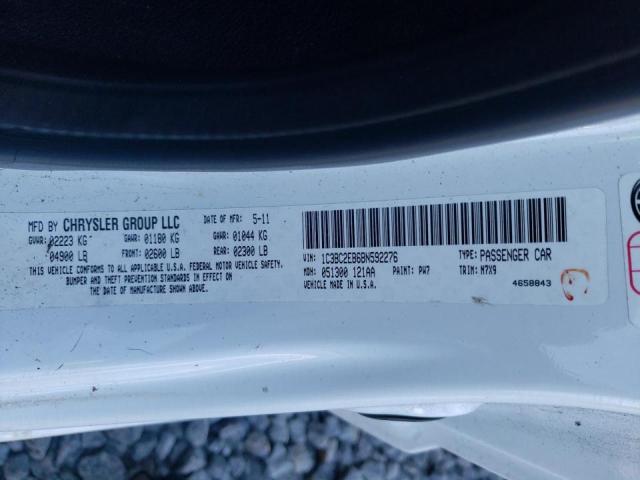 MFD BY CHRYSLER GROUP LLC DATE OF MFR: 5-11
GVWR: 02223 KG GAWR: 01180 KG GAWR: 01044 KG
04900 LB FRONT: 02600 LB REAR: 02300 LB
THIS VEHICLE CONFORMS TO ALL APPLICABLE U.S.A. FEDERAL MOTOR VEHICLE SAFETY,
BUMPER AND THEFT PREVENTION STANDARDS IN EFFECT ON
THE DATE OF MANUFACTURE SHOWN ABOVE.
VIN: 1C3BC2EB6BN592276 TYPE: PASSENGER CAR
MDH: 051300 121AA PAINT: PW7 TRIM: M7X9
VEHICLE MADE IN U.S.A. 4658843